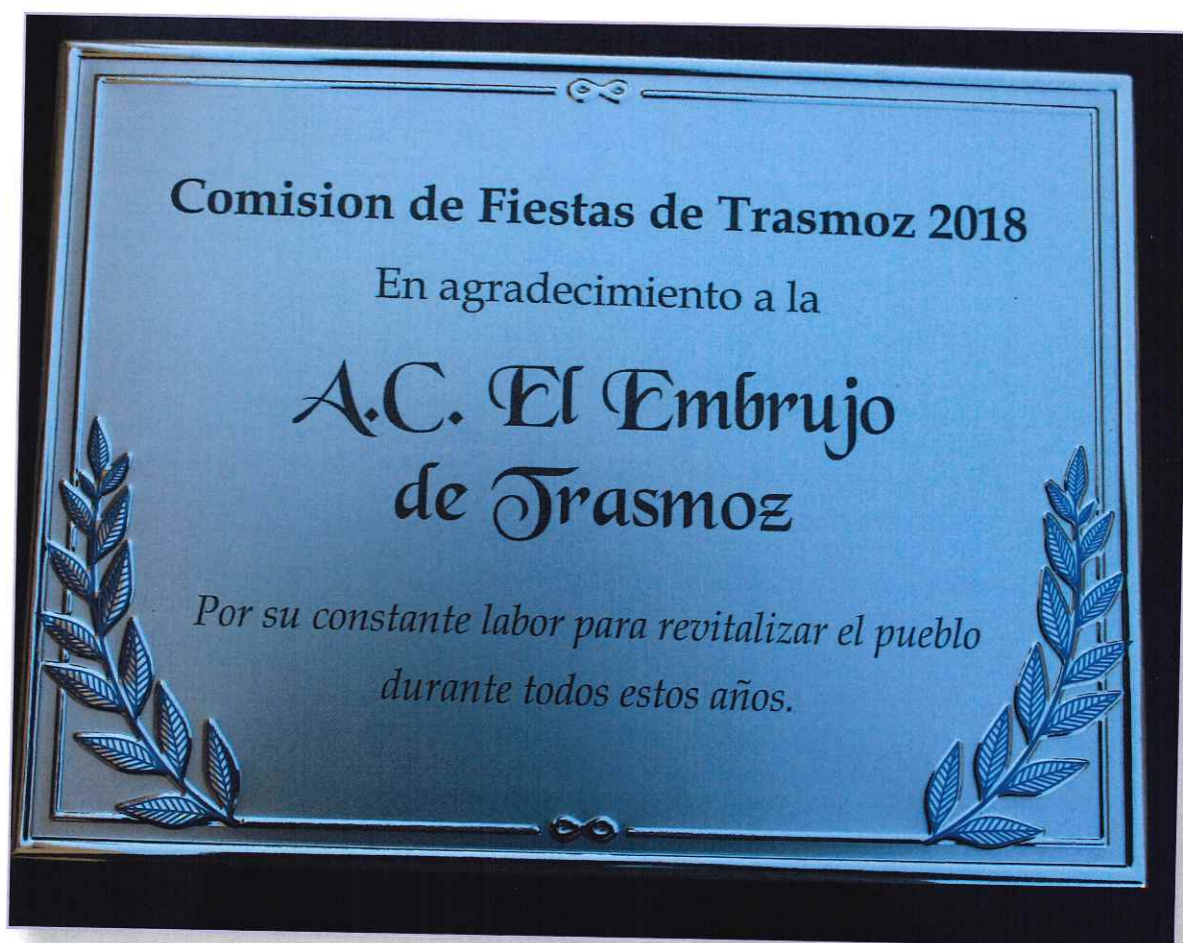 Comision de Fiestas de Trasmoz 2018
En agradecimiento a la
A.C. El Embrujo
de Trasmoz
Por su constante labor para revitalizar el pueblo
durante todos estos años.